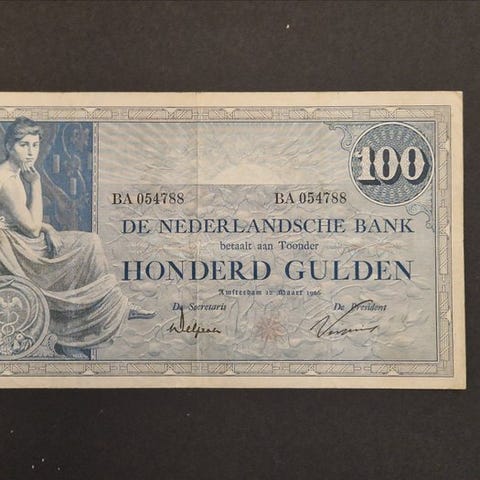 100
BA 054788 BA 054788
DE NEDERLANDSCHE BANK
betaalt aan Toonder
HONDERD GULDEN
Amsterdam 12 Maart 1926
De Secretaris De President